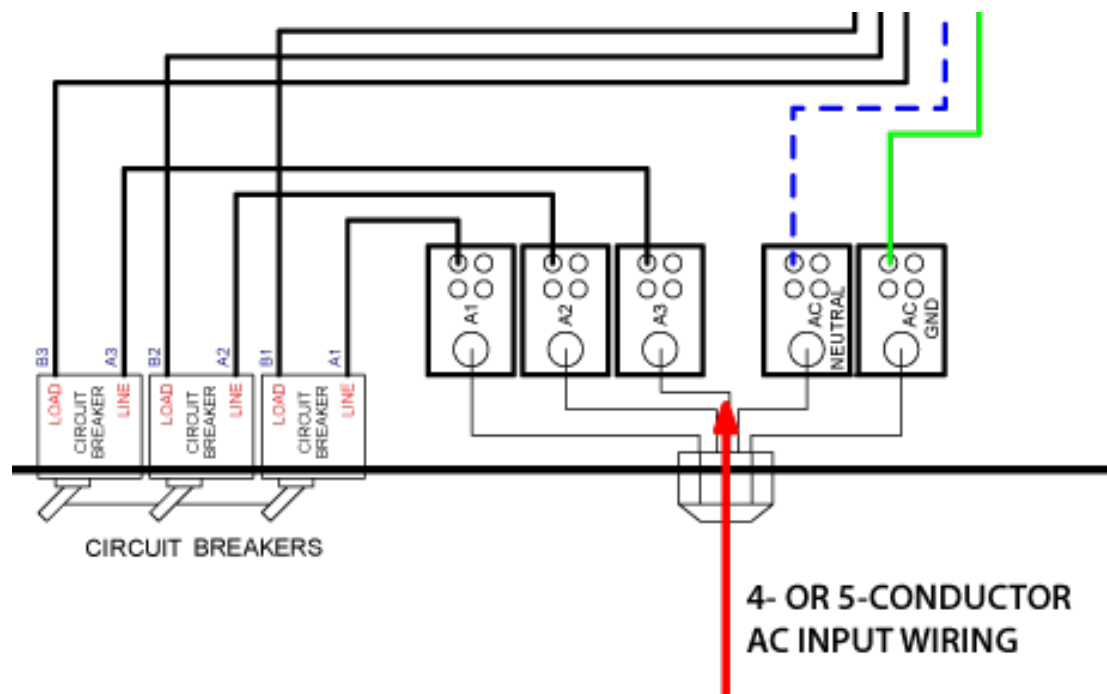 A1
A2
A3
AC
NEUTRAL
AC
GND
B3
A3
B2
A2
B1
A1
LOAD
CIRCUIT
BREAKER
LINE
LOAD
CIRCUIT
BREAKER
LINE
LOAD
CIRCUIT
BREAKER
LINE
CIRCUIT BREAKERS
4- OR 5-CONDUCTOR
AC INPUT WIRING